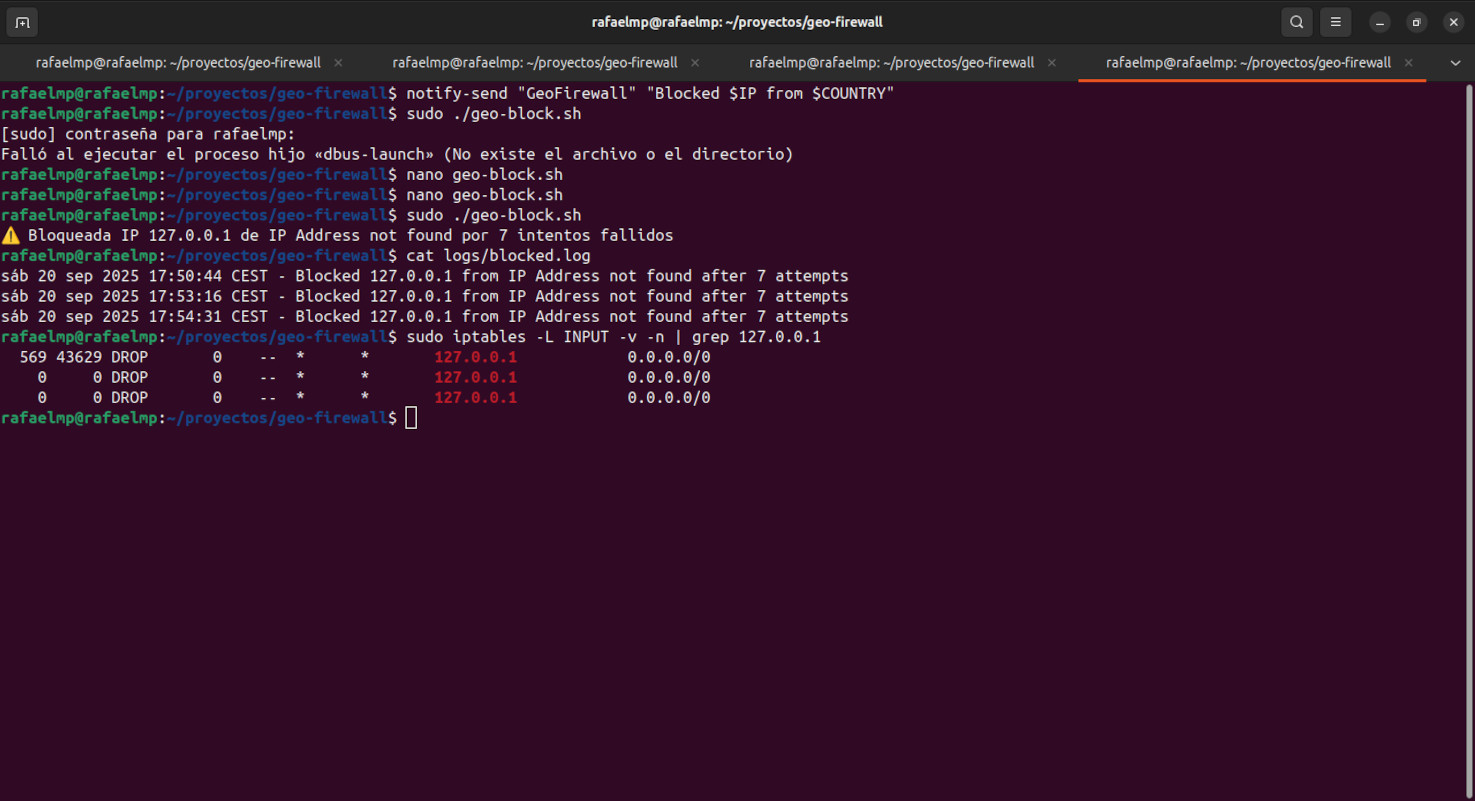 rafaelmp@rafaelmp: ~/proyectos/geo-firewall
rafaelmp@rafaelmp: ~/proyectos/geo-firewall × rafaelmp@rafaelmp: ~/proyectos/geo-firewall × rafaelmp@rafaelmp: ~/proyectos/geo-firewall × rafaelmp@rafaelmp: ~/proyectos/geo-firewall ×
rafaelmp@rafaelmp:~/proyectos/geo-firewall$ notify-send "GeoFirewall" "Blocked $IP from $COUNTRY"
rafaelmp@rafaelmp:~/proyectos/geo-firewall$ sudo ./geo-block.sh
[sudo] contraseña para rafaelmp:
Falló al ejecutar el proceso hijo «dbus-launch» (No existe el archivo o el directorio)
rafaelmp@rafaelmp:~/proyectos/geo-firewall$ nano geo-block.sh
rafaelmp@rafaelmp:~/proyectos/geo-firewall$ nano geo-block.sh
rafaelmp@rafaelmp:~/proyectos/geo-firewall$ sudo ./geo-block.sh
⚠️ Bloqueada IP 127.0.0.1 de IP Address not found por 7 intentos fallidos
rafaelmp@rafaelmp:~/proyectos/geo-firewall$ cat logs/blocked.log
sáb 20 sep 2025 17:50:44 CEST - Blocked 127.0.0.1 from IP Address not found after 7 attempts
sáb 20 sep 2025 17:53:16 CEST - Blocked 127.0.0.1 from IP Address not found after 7 attempts
sáb 20 sep 2025 17:54:31 CEST - Blocked 127.0.0.1 from IP Address not found after 7 attempts
rafaelmp@rafaelmp:~/proyectos/geo-firewall$ sudo iptables -L INPUT -v -n | grep 127.0.0.1
  569 43629 DROP       0    --  *      *       127.0.0.1            0.0.0.0/0
    0     0 DROP       0    --  *      *       127.0.0.1            0.0.0.0/0
    0     0 DROP       0    --  *      *       127.0.0.1            0.0.0.0/0
rafaelmp@rafaelmp:~/proyectos/geo-firewall$